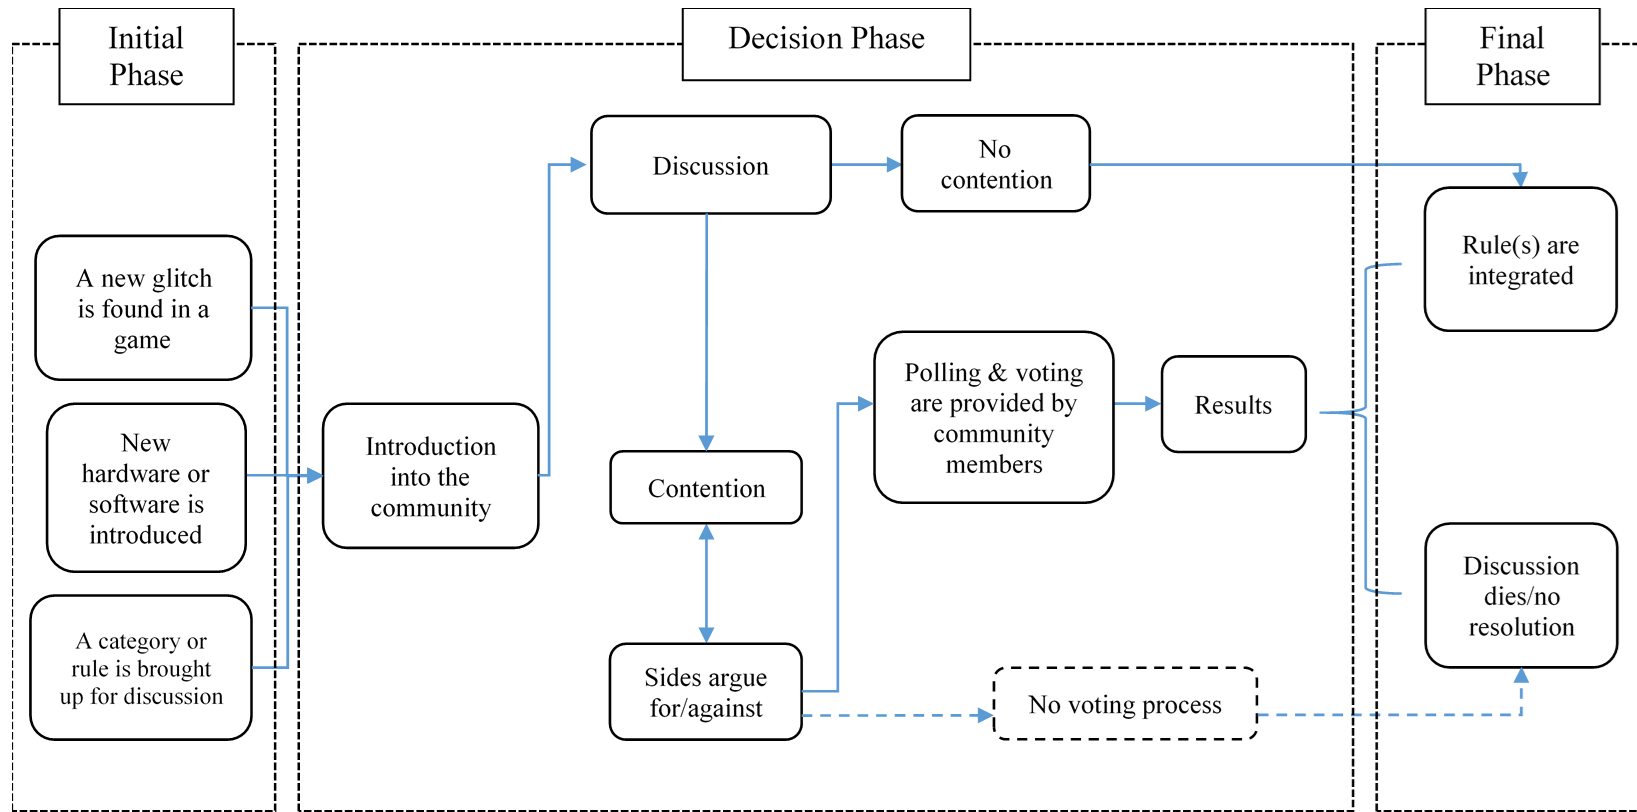 Initial
Phase
Decision Phase
Final
Phase
A new glitch
is found in a
game
New
hardware or
software is
introduced
A category or
rule is brought
up for discussion
Introduction
into the
community
Discussion
No
contention
Contention
Sides argue
for/against
Polling & voting
are provided by
community
members
Results
No voting process
Rule(s) are
integrated
Discussion
dies/no
resolution